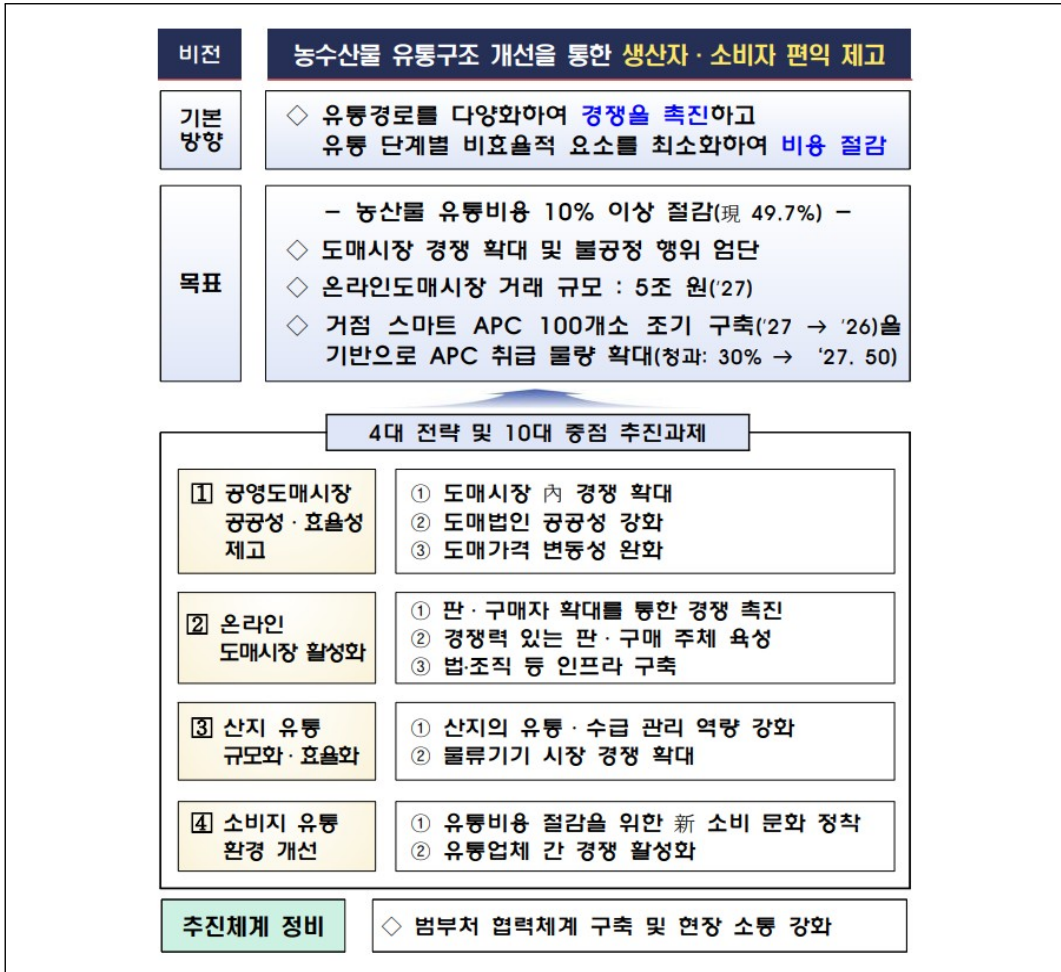 비전
농수산물 유통구조 개선을 통한 생산자·소비자 편익 제고
기본
방향
◇ 유통경로를 다양화하여 경쟁을 촉진하고
유통 단계별 비효율적 요소를 최소화하여 비용 절감
목표
– 농산물 유통비용 10% 이상 절감(現 49.7%) –
◇ 도매시장 경쟁 확대 및 불공정 행위 엄단
◇ 온라인도매시장 거래 규모 : 5조 원('27)
◇ 거점 스마트 APC 100개소 조기 구축('27 → '26)을
기반으로 APC 취급 물량 확대(청과: 30% → '27. 50)
4대 전략 및 10대 중점 추진과제
1 공영도매시장
공공성·효율성
제고
① 도매시장 內 경쟁 확대
② 도매법인 공공성 강화
③ 도매가격 변동성 완화
2 온라인
도매시장 활성화
① 판·구매자 확대를 통한 경쟁 촉진
② 경쟁력 있는 판·구매 주체 육성
③ 법·조직 등 인프라 구축
3 산지 유통
규모화·효율화
① 산지의 유통·수급 관리 역량 강화
② 물류기기 시장 경쟁 확대
4 소비지 유통
환경 개선
① 유통비용 절감을 위한 新 소비 문화 정착
② 유통업체 간 경쟁 활성화
추진체계 정비
◇ 범부처 협력체계 구축 및 현장 소통 강화